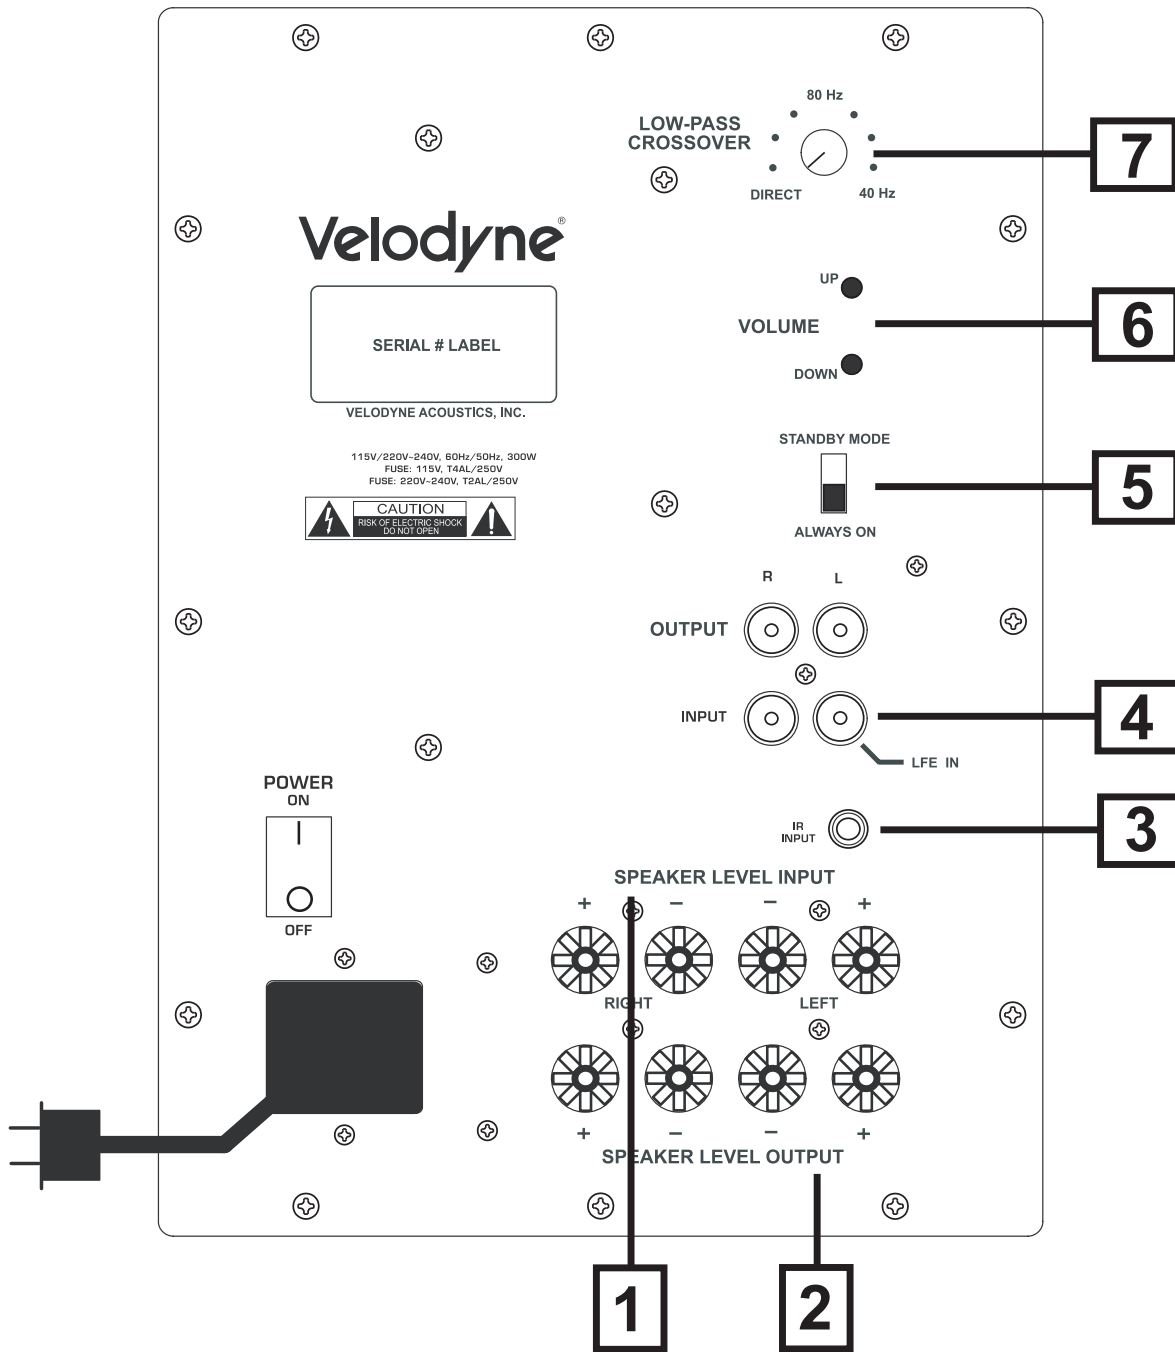 80 Hz
LOW-PASS
CROSSOVER
DIRECT
40 Hz
7
Velodyne®
UP
VOLUME
DOWN
6
SERIAL # LABEL
VELODYNE ACOUSTICS, INC.
115V/220V~240V, 60Hz/50Hz, 300W
FUSE: 115V, T4AL/250V
FUSE: 220V~240V, T2AL/250V
CAUTION
RISK OF ELECTRIC SHOCK
DO NOT OPEN
STANDBY MODE
ALWAYS ON
5
R L
OUTPUT
INPUT
4
LFE IN
POWER
ON
OFF
IR
INPUT
3
SPEAKER LEVEL INPUT
+ − − +
RIGHT LEFT
+ − − +
SPEAKER LEVEL OUTPUT
1
2